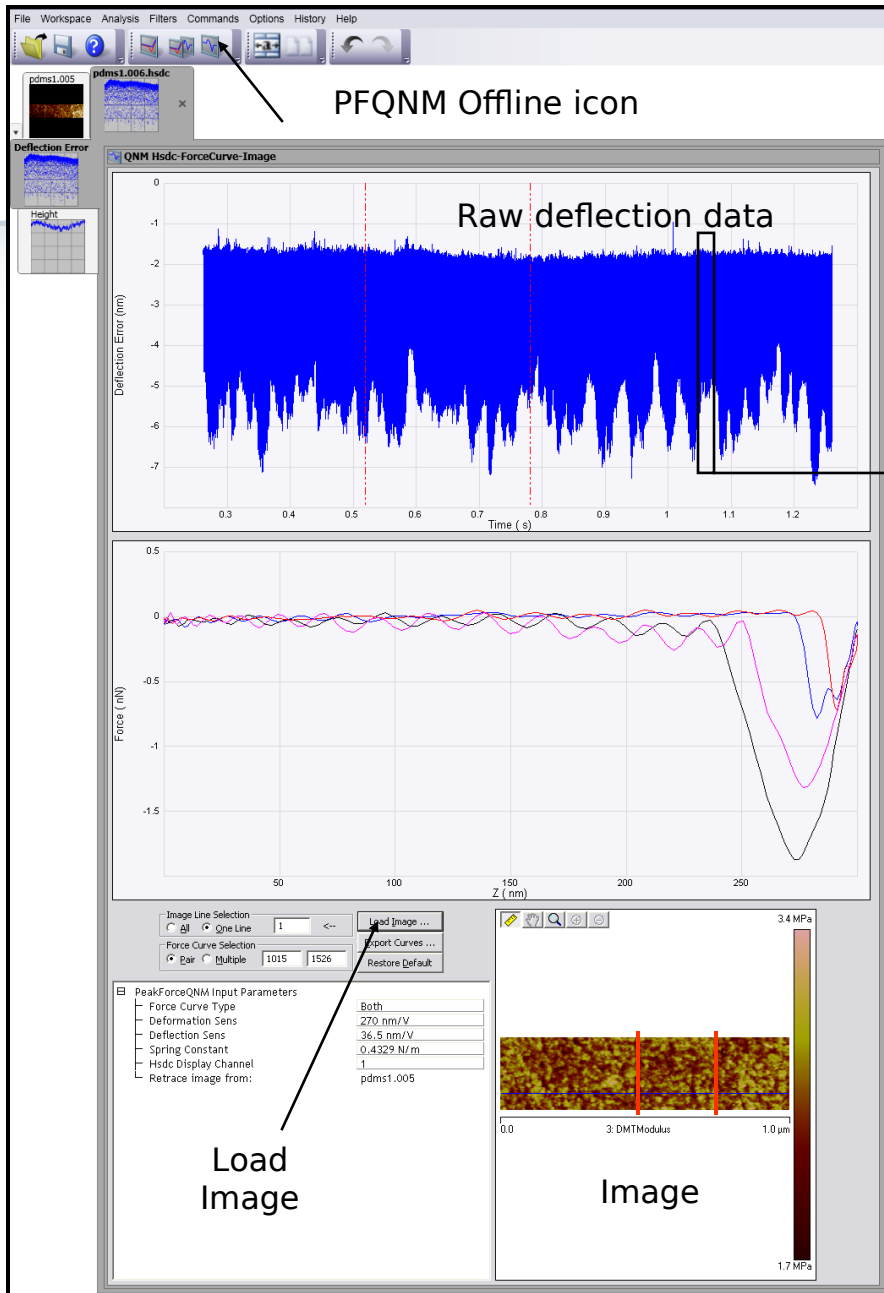 File Workspace Analysis Filters Commands Options History Help
a
PFQNM Offline icon
pdms1.005
pdms1.006.hsdc
Deflection Error
Height
QNM Hsdc-ForceCurve-Image
Raw deflection data
Deflection Error (nm)
0
-1
-2
-3
-4
-5
-6
-7
0.3 0.4 0.5 0.6 0.7 0.8 0.9 1 1.1 1.2
Time ( s)
Force ( nN)
0.5
0
-0.5
-1
-1.5
50 100 150 200 250
Z ( nm)
Image Line Selection
All One Line 1 <--
Force Curve Selection
Pair Multiple 1015 1526
Load Image ...
Export Curves ...
Restore Default
PeakForceQNM Input Parameters
Force Curve Type Both
Deformation Sens 270 nm/V
Deflection Sens 36.5 nm/V
Spring Constant 0.4329 N/m
Hsdc Display Channel 1
Retrace image from: pdms1.005
Load
Image
3.4 MPa
0.0 3: DMTModulus 1.0 µm
Image
1.7 MPa